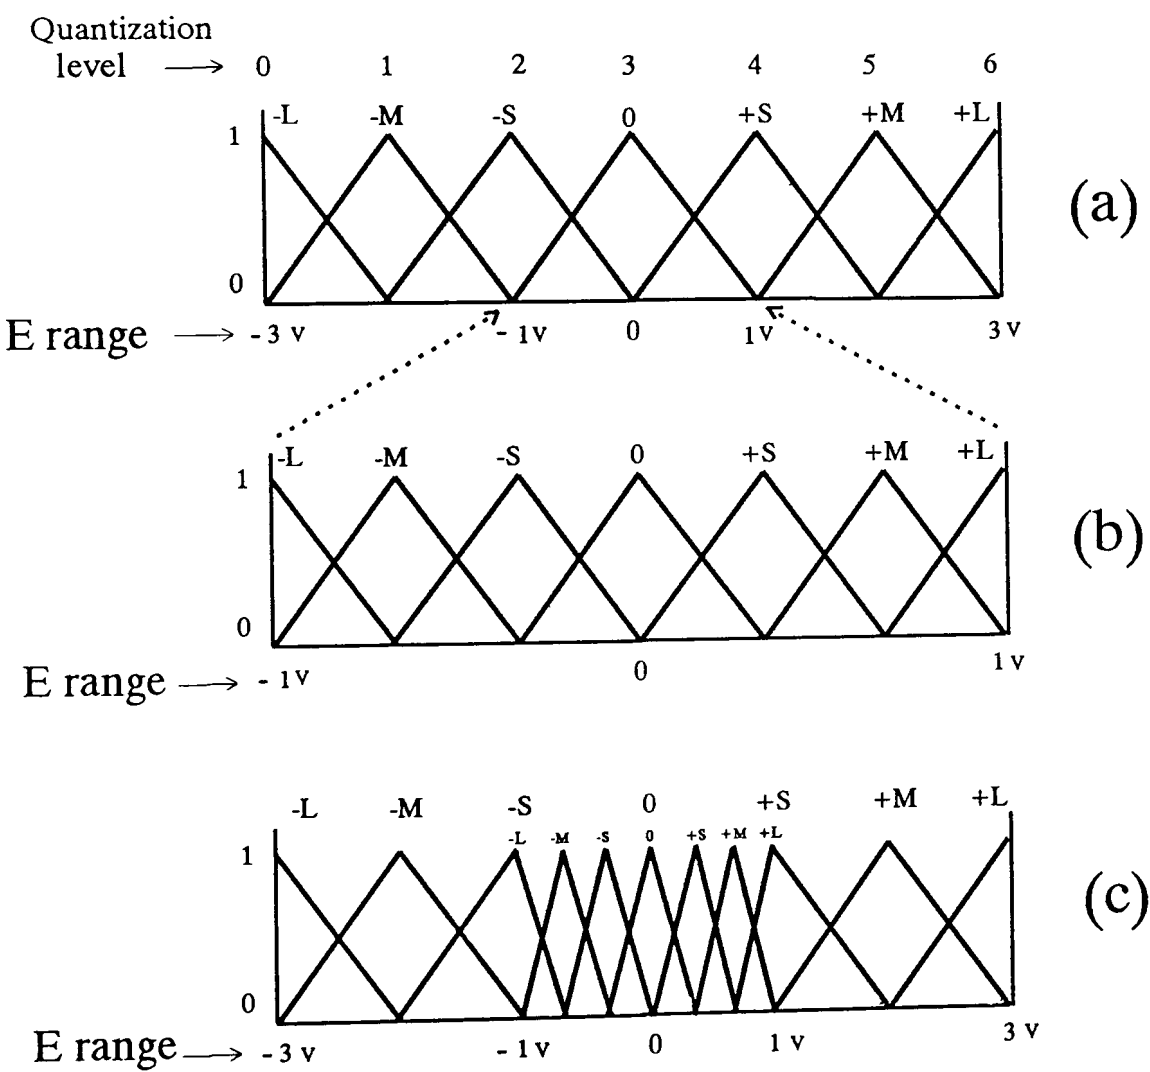 Quantization
level → 0 1 2 3 4 5 6
-L -M -S 0 +S +M +L
1
(a)
0
E range → - 3 v - 1v 0 1v 3 v
-L -M -S 0 +S +M +L
1
(b)
0
E range → - 1v 0 1 v
-L -M -S 0 +S +M +L
-L -M -S 0 +S +M +L
1
(c)
0
E range → - 3 v - 1 v 0 1 v 3 v